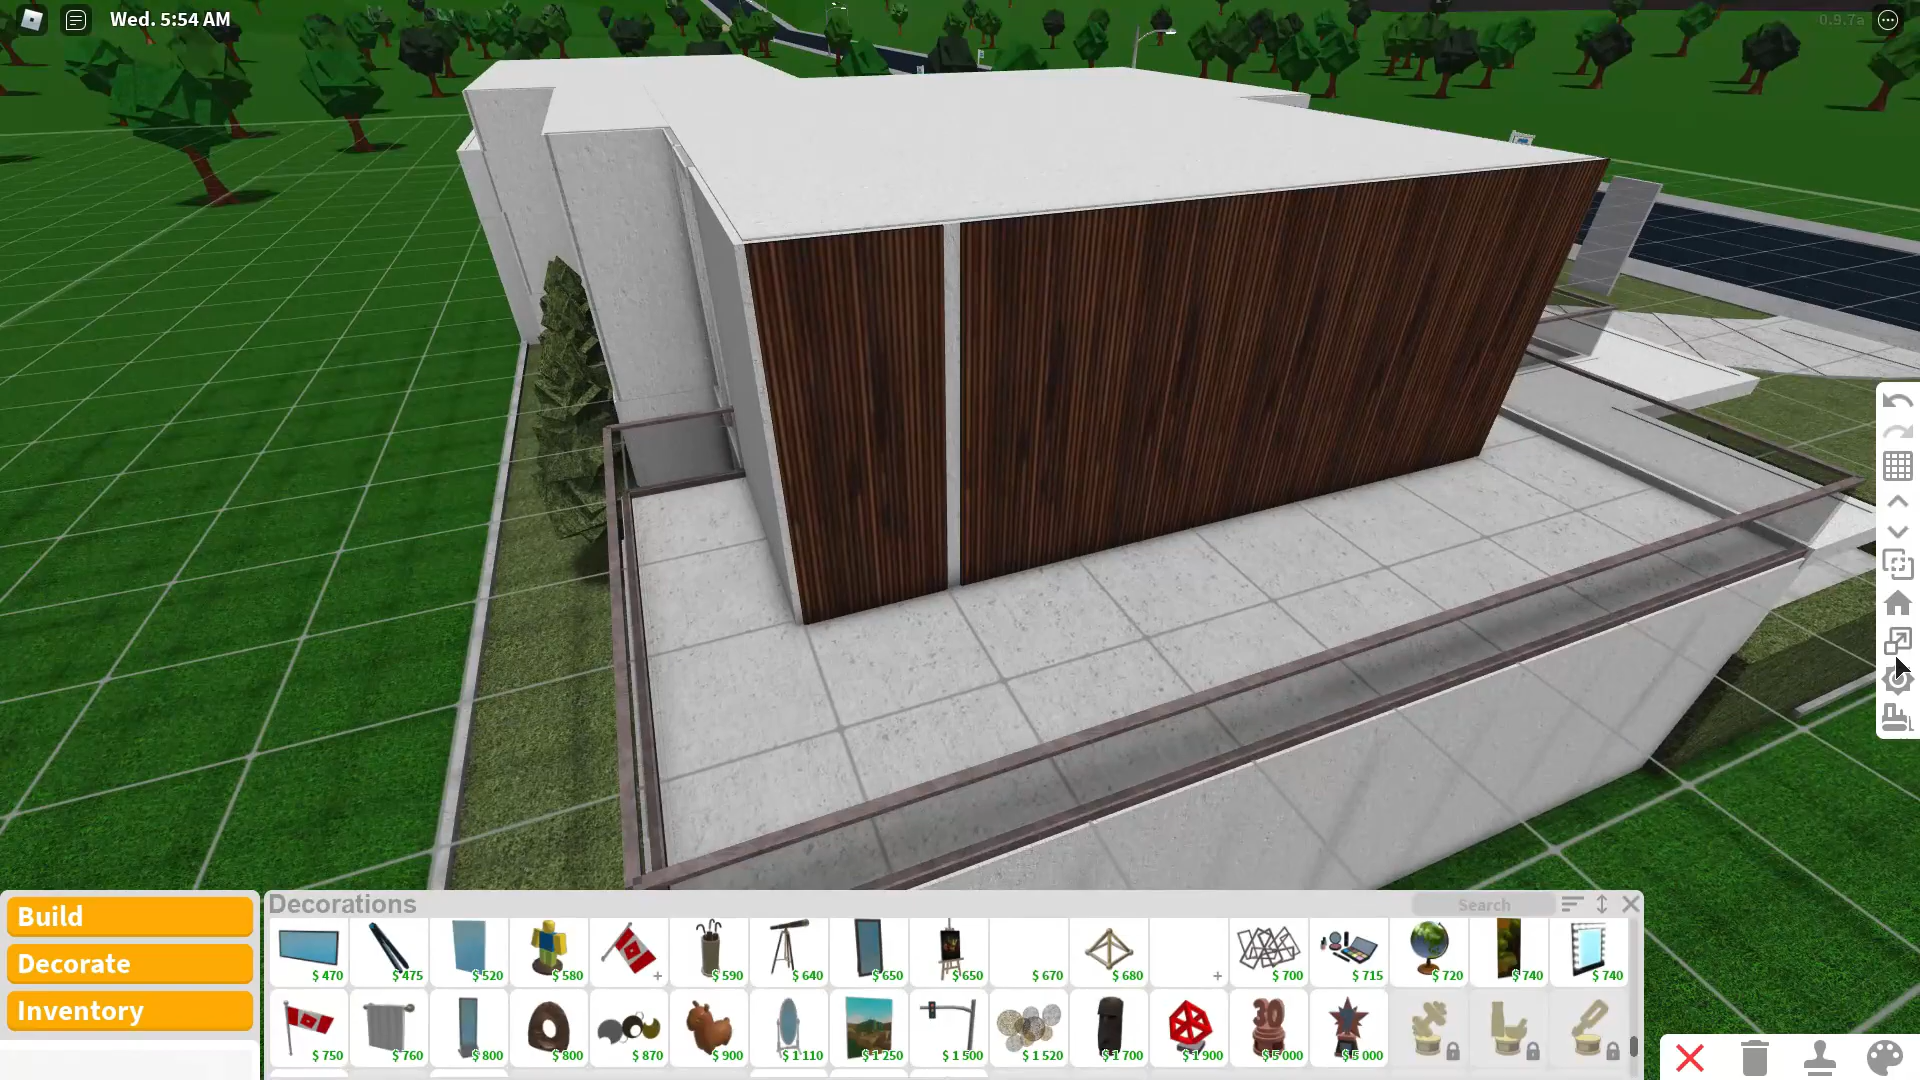 Wed. 5:54 AM
0.9.7a
Build
Decorate
Inventory
Decorations
Search
$ 470
$ 475
$ 520
$ 580
+
$ 590
$ 640
$ 650
$ 650
$ 670
$ 680
+
$ 700
$ 715
$ 720
$ 740
$ 740
$ 750
$ 760
$ 800
$ 800
$ 870
$ 900
$ 1 110
$ 1 250
$ 1 500
$ 1 520
$ 1 700
$ 1 900
30
$ 5 000
$ 5 000